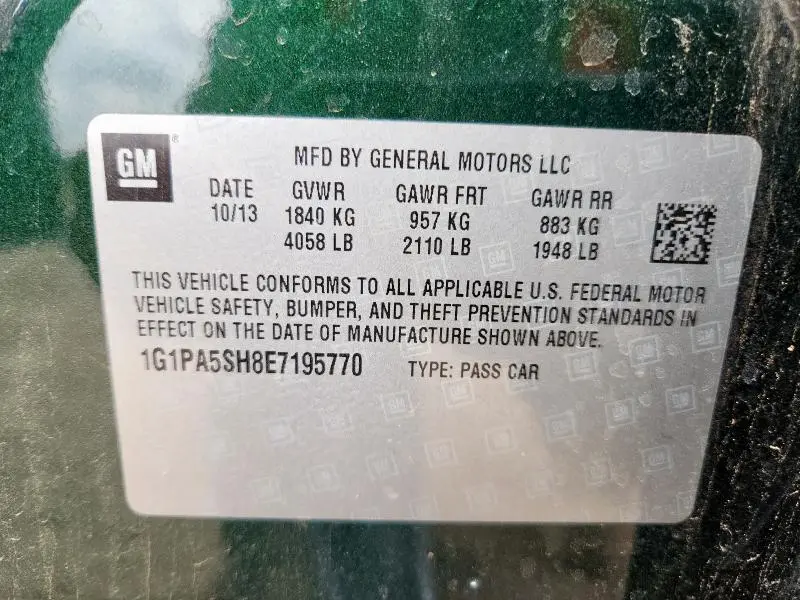 GM
MFD BY GENERAL MOTORS LLC
DATE GVWR GAWR FRT GAWR RR
10/13 1840 KG 957 KG 883 KG
4058 LB 2110 LB 1948 LB
THIS VEHICLE CONFORMS TO ALL APPLICABLE U.S. FEDERAL MOTOR
VEHICLE SAFETY, BUMPER, AND THEFT PREVENTION STANDARDS IN
EFFECT ON THE DATE OF MANUFACTURE SHOWN ABOVE.
1G1PA5SH8E7195770 TYPE: PASS CAR